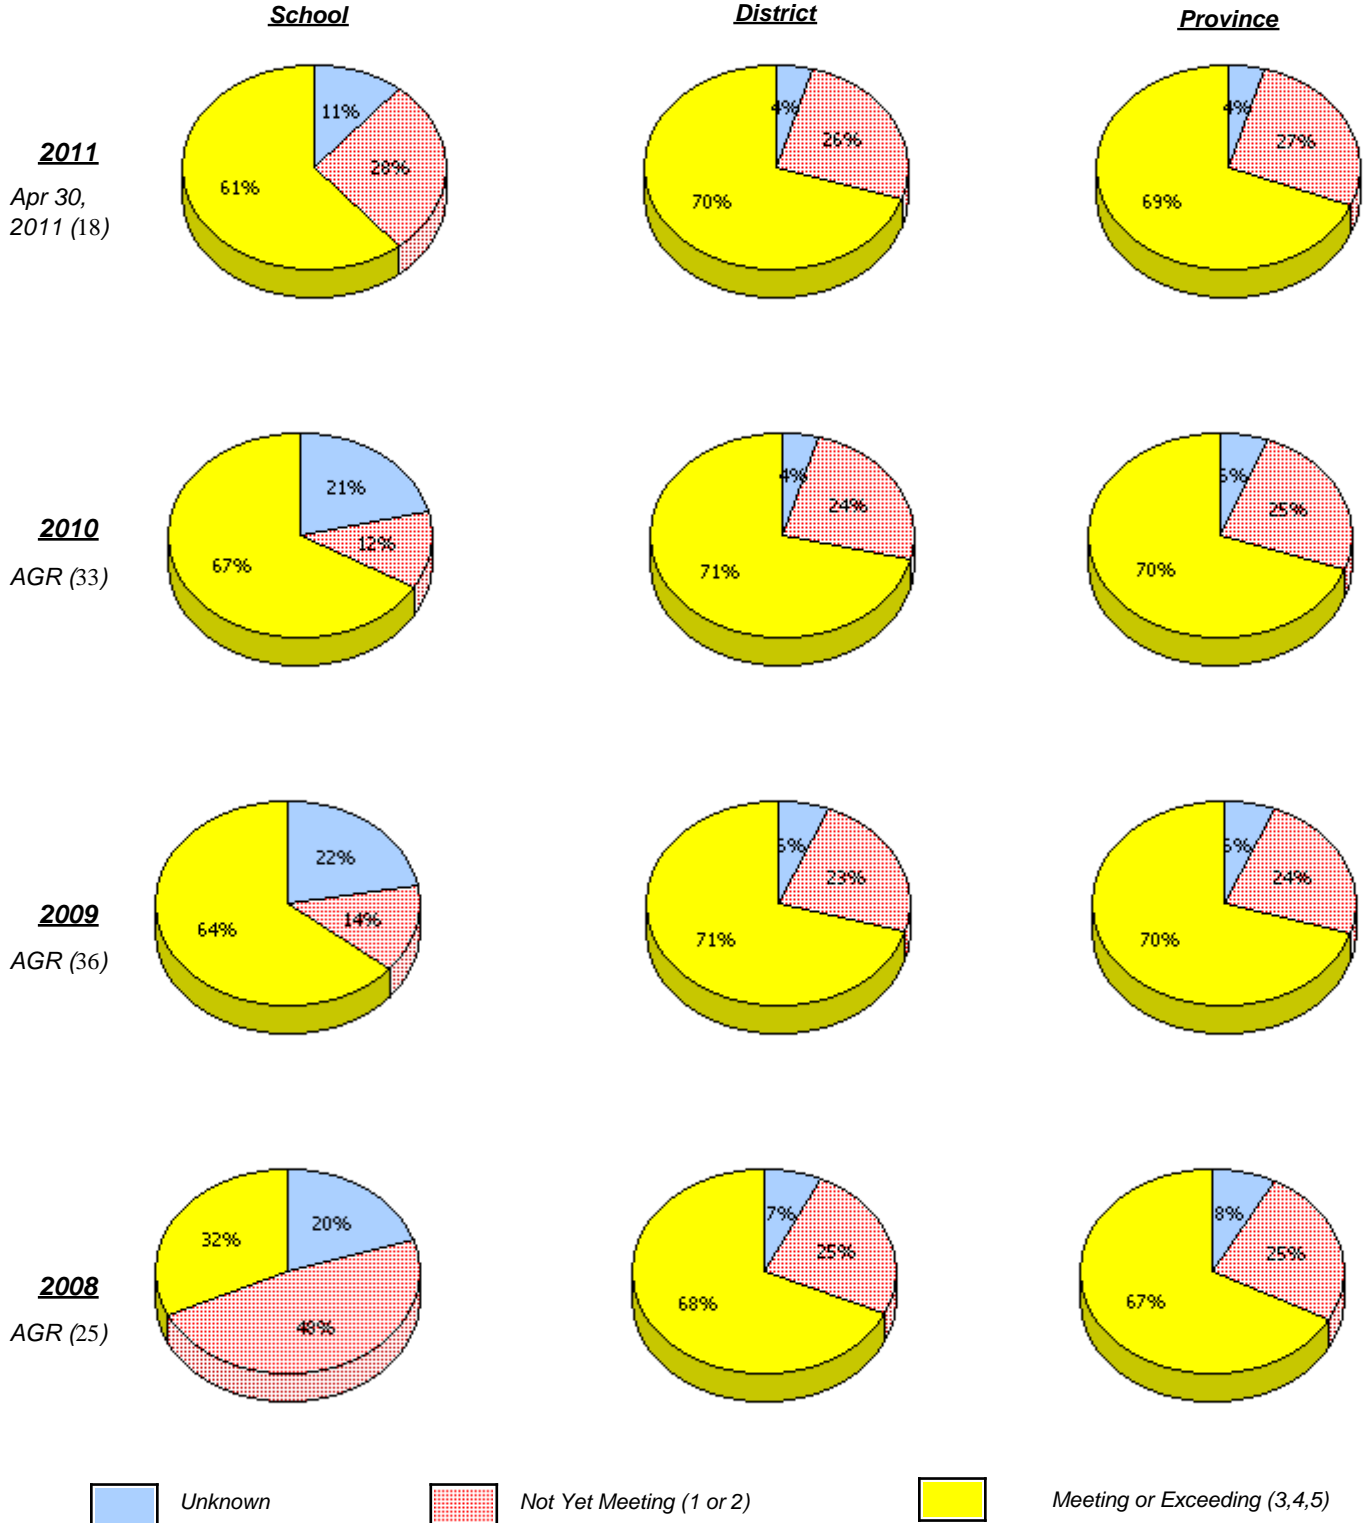 School District Province
11% 4% 4%
28% 26% 27%
61% 70% 69%
2011
Apr 30,
2011 (18)
21% 4%
12% 24% 25%
67% 71% 70%
2010
AGR (33)
22%
14% 23% 24%
64% 71% 70%
2009
AGR (36)
20% 7% 8%
32% 25% 25%
48% 68% 67%
2008
AGR (25)
Unknown Not Yet Meeting (1 or 2) Meeting or Exceeding (3,4,5)